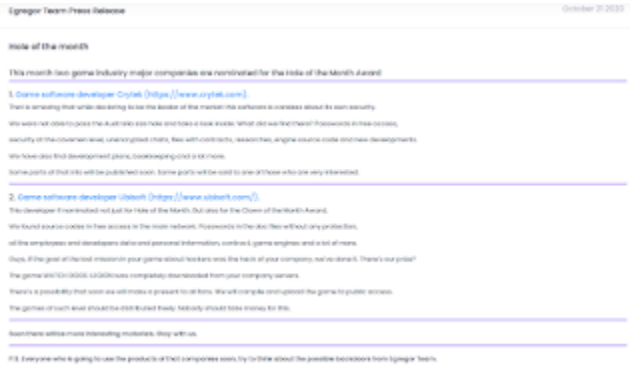 Egregor Team Press Release
October 21 2020
Hole of the month
This month two game industry major companies are nominated for the Hole of the Month Award
1. Game software developer Crytek (https://www.crytek.com).
That is amazing that while declaring to be the leader of the market this software is careless about its own security.
We were not able to pass the Australia size hole and take a look inside. What did we find there? Passwords in free access,
security of the cavemen level, unencrypted chats, files with contracts, researches, engine source code and new developments
We have also find development plans, bookkeeping and a lot more.
Some parts of that info will be published soon. Some parts will be sold to one of those who are very interested.
2. Game software developer Ubisoft (https://www.ubisoft.com/).
This developer if nominated not just for Hole of the Month. But also for the Clown of the Month Award.
We found source codes in free access in the main network. Passwords in the doc files without any protection,
all the employees and developers data and personal information, contract, game engines and a lot of more.
Guys, if the goal of the last mission in your game about hackers was the hack of your company, we've done it. There's our prize?
The game WATCH DOGS: LEGION was completely downloaded from your company servers.
There's a possibility that soon we will make a present to all fans. We will compile and upload the game to public access.
The games of such level should be distributed freely. Nobody should take money for this.
Soon there will be more interesting materials. Stay with us.
P.S. Everyone who is going to use the products of that companies soon, try to think about the possible backdoors from Egregor Team.